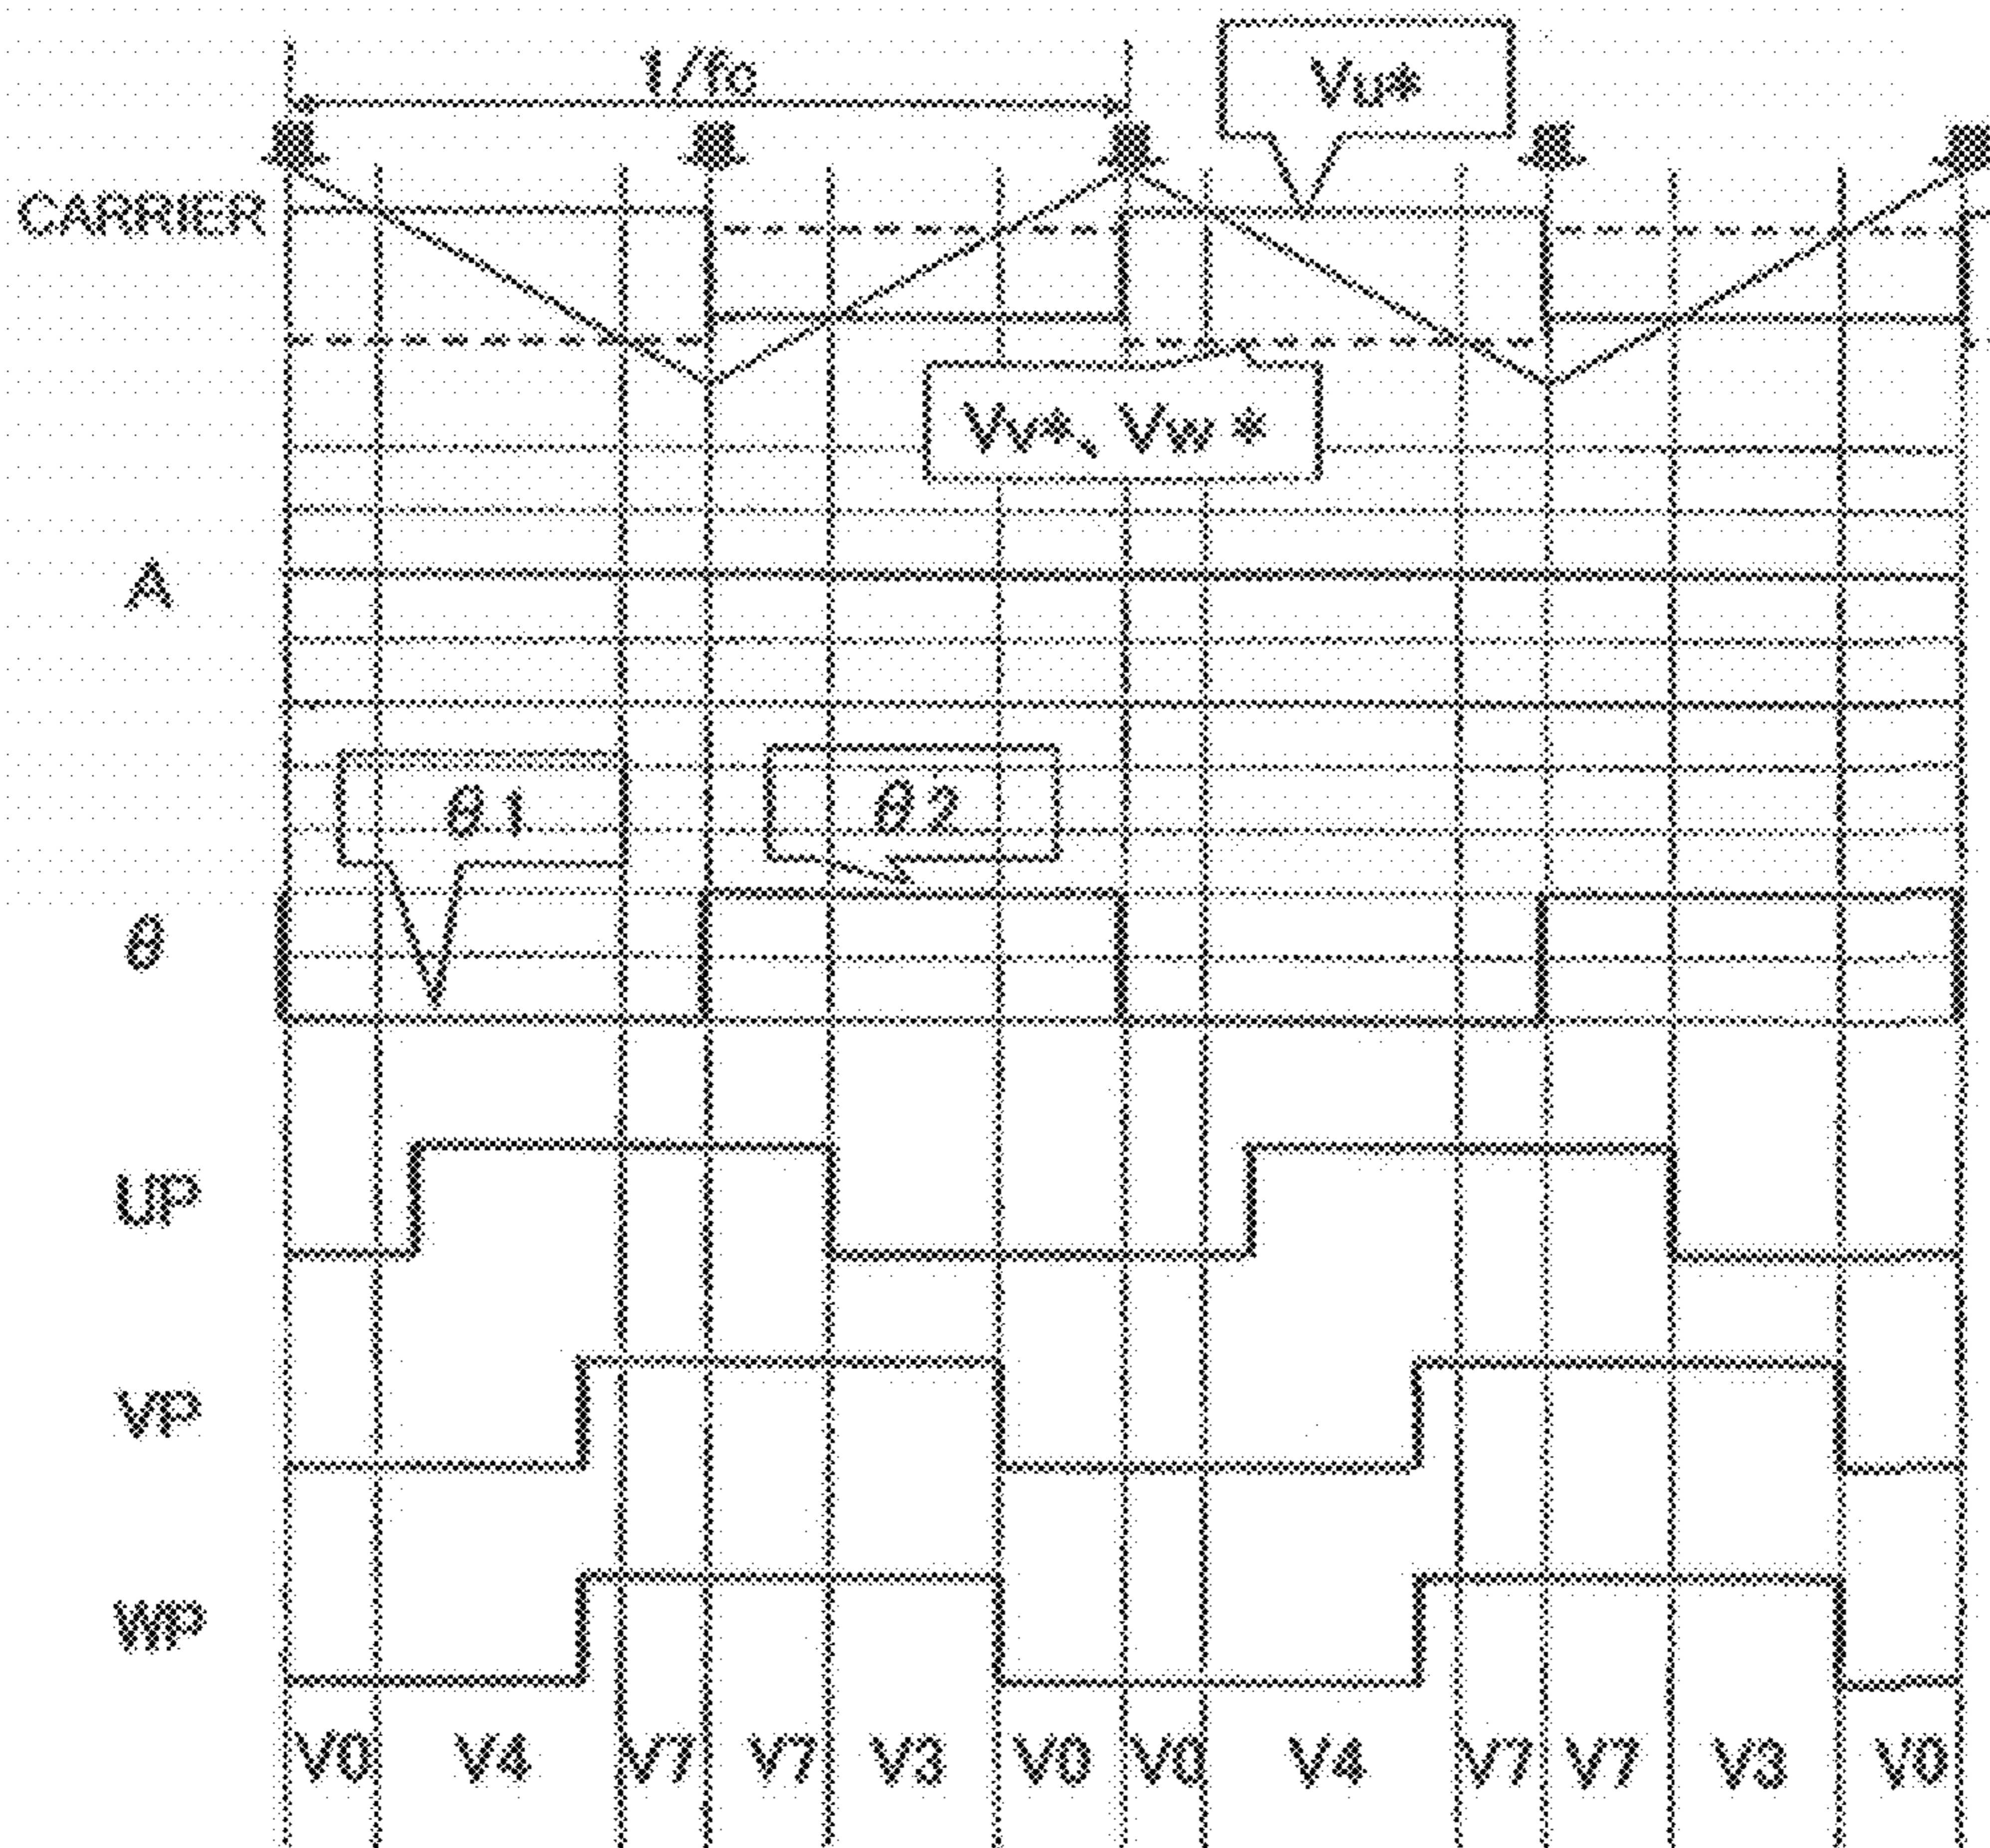 1/fc
Vu*
CARRIER
Vv*、Vw*
A
θ1
θ2
θ
UP
VP
WP
V0 V4 V7 V7 V3 V0 V0 V4 V7 V7 V3 V0